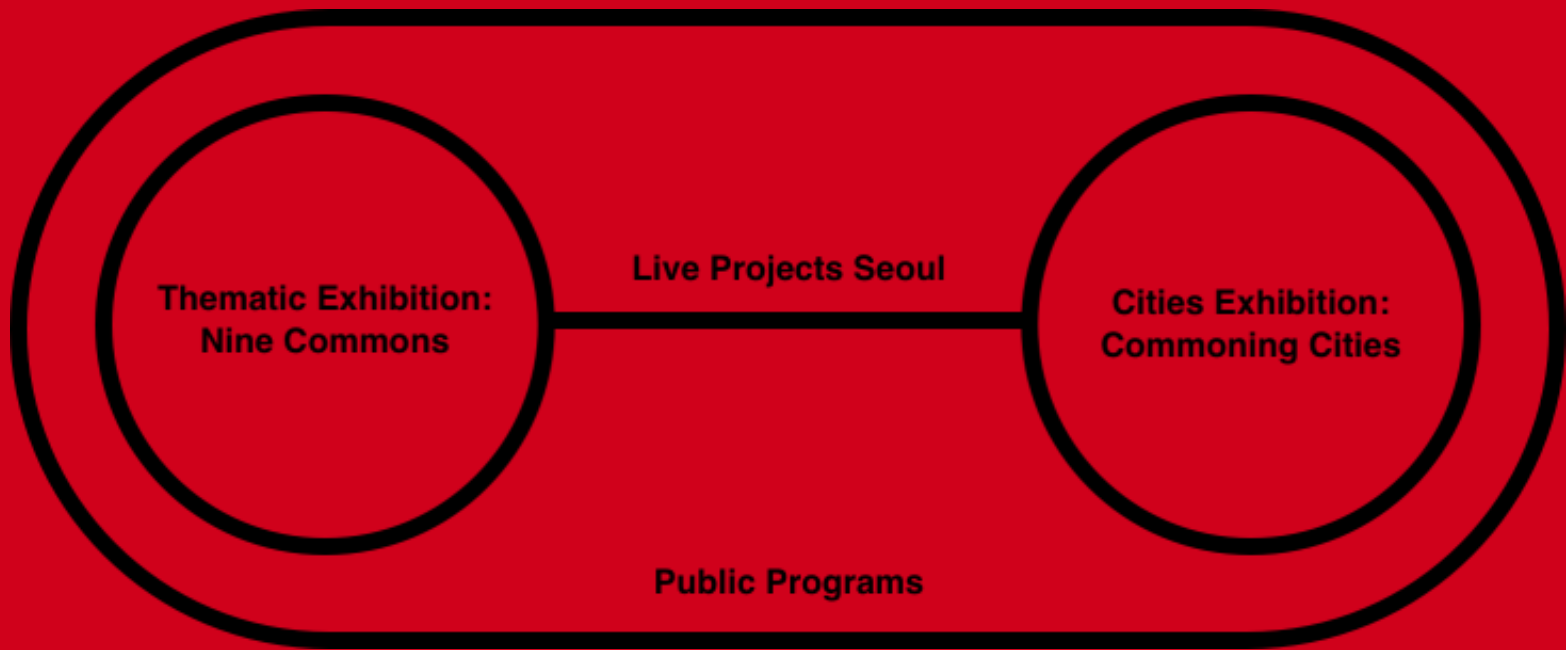 Live Projects Seoul
Thematic Exhibition:
Nine Commons
Cities Exhibition:
Commoning Cities
Public Programs